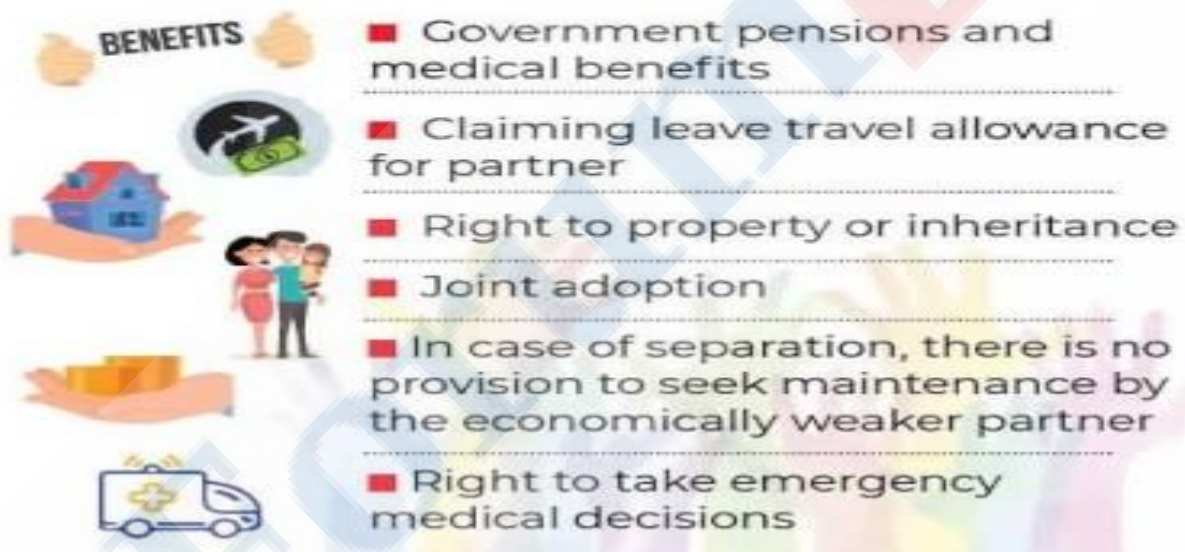 BENEFITS
■ Government pensions and
medical benefits
■ Claiming leave travel allowance
for partner
■ Right to property or inheritance
■ Joint adoption
■ In case of separation, there is no
provision to seek maintenance by
the economically weaker partner
■ Right to take emergency
medical decisions